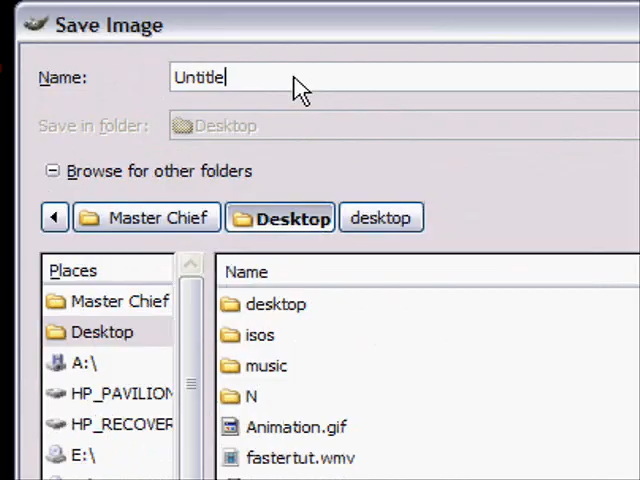 Save Image
Name: Untitle
Save in folder: Desktop
Browse for other folders
Master Chief Desktop desktop
Places Name
Master Chief desktop
Desktop isos
A:\ music
HP_PAVILION N
HP_RECOVER Animation.gif
E:\ fastertut.wmv